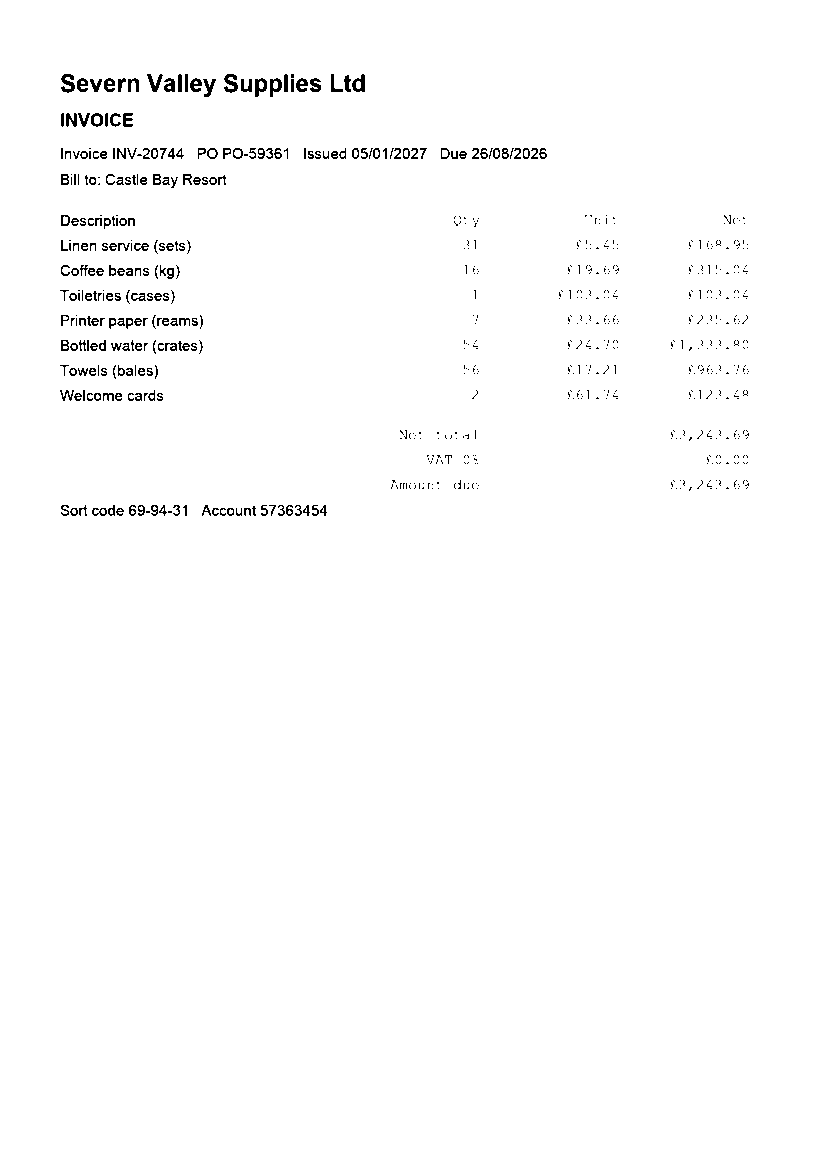 Severn Valley Supplies Ltd
INVOICE
Invoice INV-20744 PO PO-59361 Issued 05/01/2027 Due 26/08/2026
Bill to: Castle Bay Resort
Description Qty Unit Net
Linen service (sets) 31 £5.45 £168.95
Coffee beans (kg) 16 £19.69 £315.04
Toiletries (cases) 1 £103.04 £103.04
Printer paper (reams) 7 £33.66 £235.62
Bottled water (crates) 54 £24.70 £1,333.80
Towels (bales) 56 £17.21 £963.76
Welcome cards 2 £61.74 £123.48
Net total £3,243.69
VAT 0% £0.00
Amount due £3,243.69
Sort code 69-94-31 Account 57363454